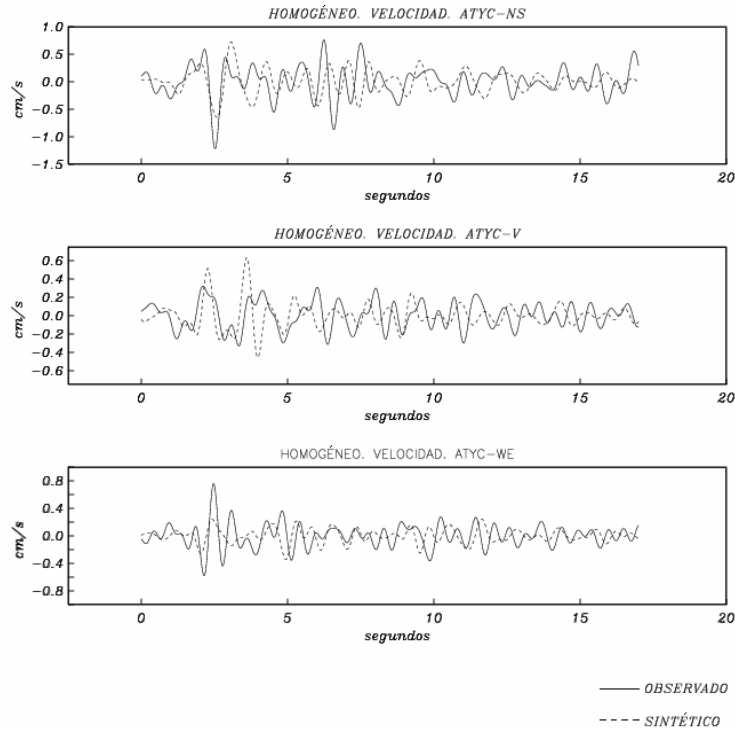 HOMOGÉNEO. VELOCIDAD. ATYC-NS
1.0
0.5
0.0
-0.5
-1.0
-1.5
cm/s
0 5 10 15 20
segundos
HOMOGÉNEO. VELOCIDAD. ATYC-V
0.6
0.4
0.2
0.0
-0.2
-0.4
-0.6
cm/s
0 5 10 15 20
segundos
HOMOGÉNEO. VELOCIDAD. ATYC-WE
0.8
0.4
0.0
-0.4
-0.8
cm/s
0 5 10 15 20
segundos
OBSERVADO
SINTÉTICO